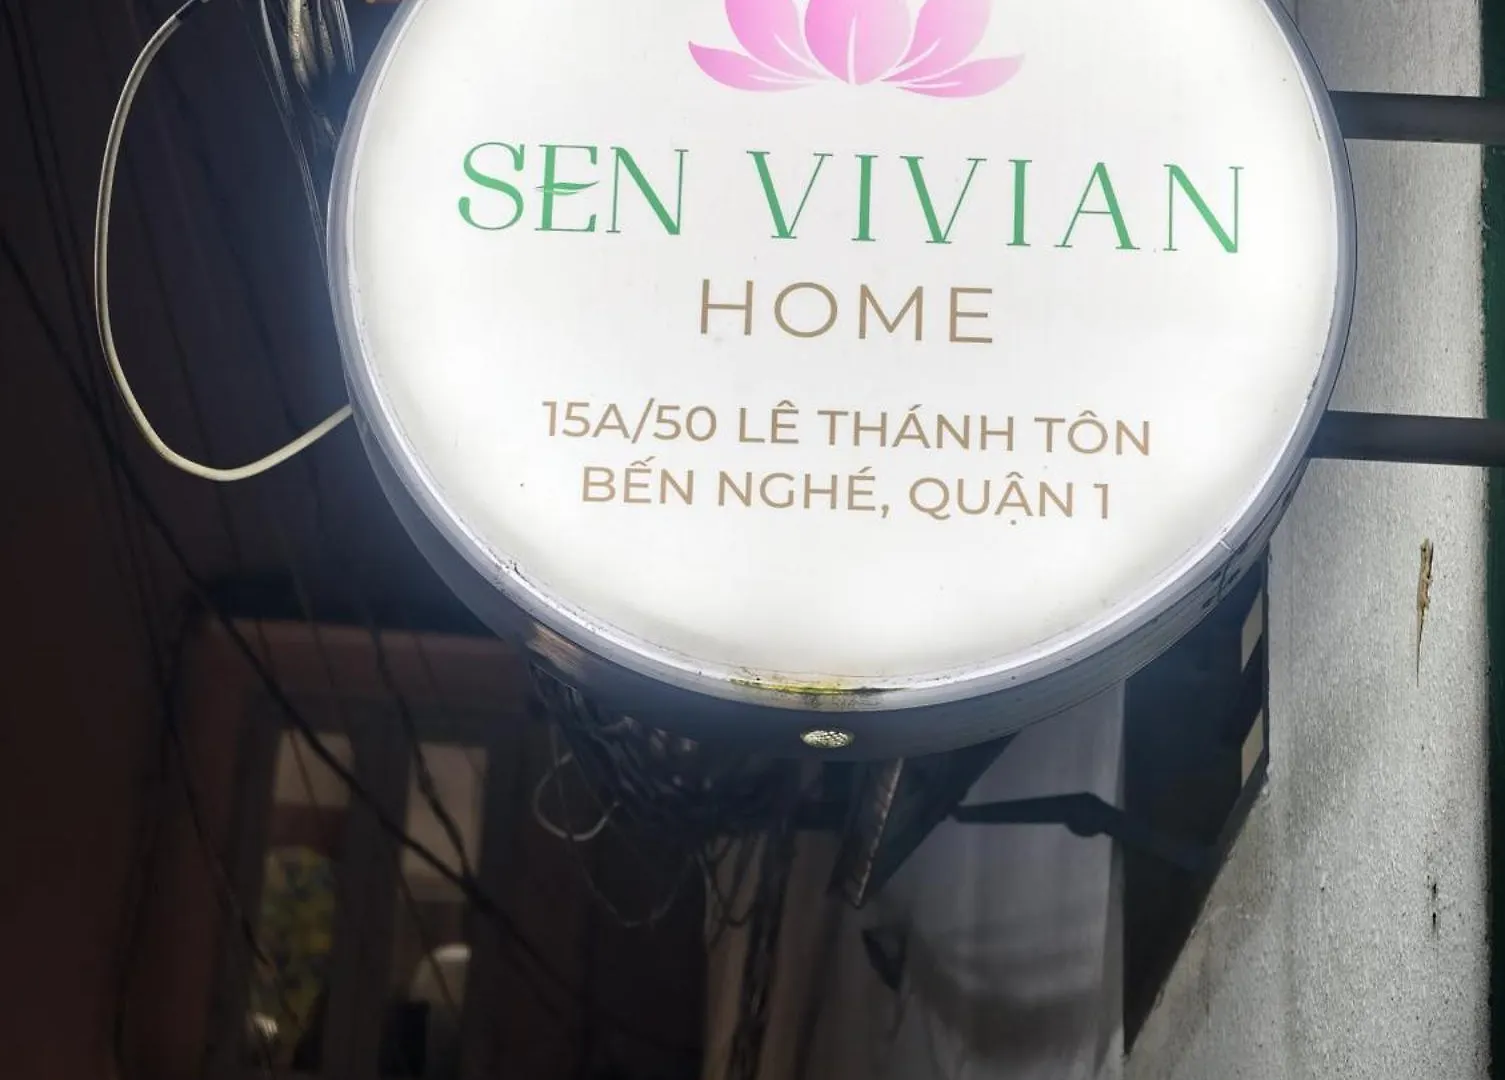 SEN VIVIAN
HOME
15A/50 LÊ THÁNH TÔN
BẾN NGHÉ, QUẬN 1